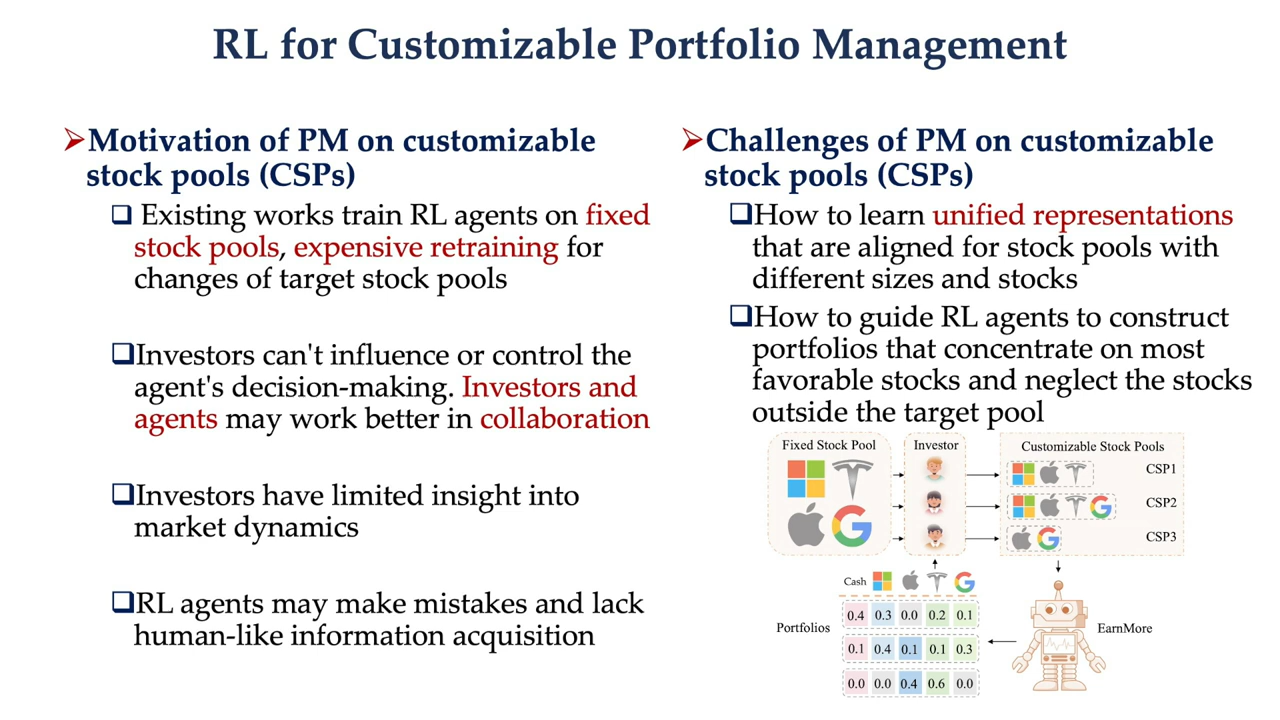 RL for Customizable Portfolio Management
Motivation of PM on customizable
stock pools (CSPs)
Existing works train RL agents on fixed
stock pools, expensive retraining for
changes of target stock pools
Investors can't influence or control the
agent's decision-making. Investors and
agents may work better in collaboration
Investors have limited insight into
market dynamics
RL agents may make mistakes and lack
human-like information acquisition
Challenges of PM on customizable
stock pools (CSPs)
How to learn unified representations
that are aligned for stock pools with
different sizes and stocks
How to guide RL agents to construct
portfolios that concentrate on most
favorable stocks and neglect the stocks
outside the target pool
Fixed Stock Pool
Investor
Customizable Stock Pools
CSP1
CSP2
CSP3
Cash
Portfolios
0.4 0.3 0.0 0.2 0.1
0.1 0.4 0.1 0.1 0.3
0.0 0.0 0.4 0.6 0.0
EarnMore